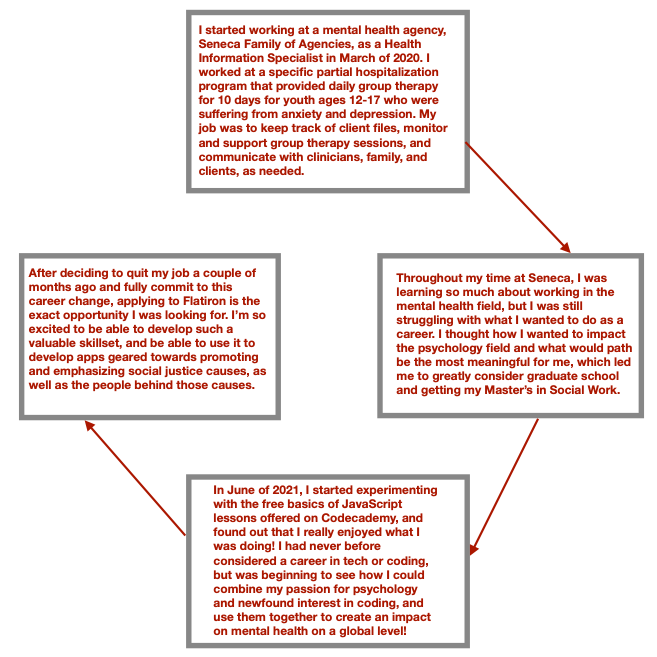 I started working at a mental health agency,
Seneca Family of Agencies, as a Health
Information Specialist in March of 2020. I
worked at a specific partial hospitalization
program that provided daily group therapy
for 10 days for youth ages 12-17 who were
suffering from anxiety and depression. My
job was to keep track of client files, monitor
and support group therapy sessions, and
communicate with clinicians, family, and
clients, as needed.
Throughout my time at Seneca, I was
learning so much about working in the
mental health field, but I was still
struggling with what I wanted to do as a
career. I thought how I wanted to impact
the psychology field and what would path
be the most meaningful for me, which led
me to greatly consider graduate school
and getting my Master's in Social Work.
In June of 2021, I started experimenting
with the free basics of JavaScript
lessons offered on Codecademy, and
found out that I really enjoyed what I
was doing! I had never before
considered a career in tech or coding,
but was beginning to see how I could
combine my passion for psychology
and newfound interest in coding, and
use them together to create an impact
on mental health on a global level!
After deciding to quit my job a couple of
months ago and fully commit to this
career change, applying to Flatiron is the
exact opportunity I was looking for. I'm so
excited to be able to develop such a
valuable skillset, and be able to use it to
develop apps geared towards promoting
and emphasizing social justice causes, as
well as the people behind those causes.